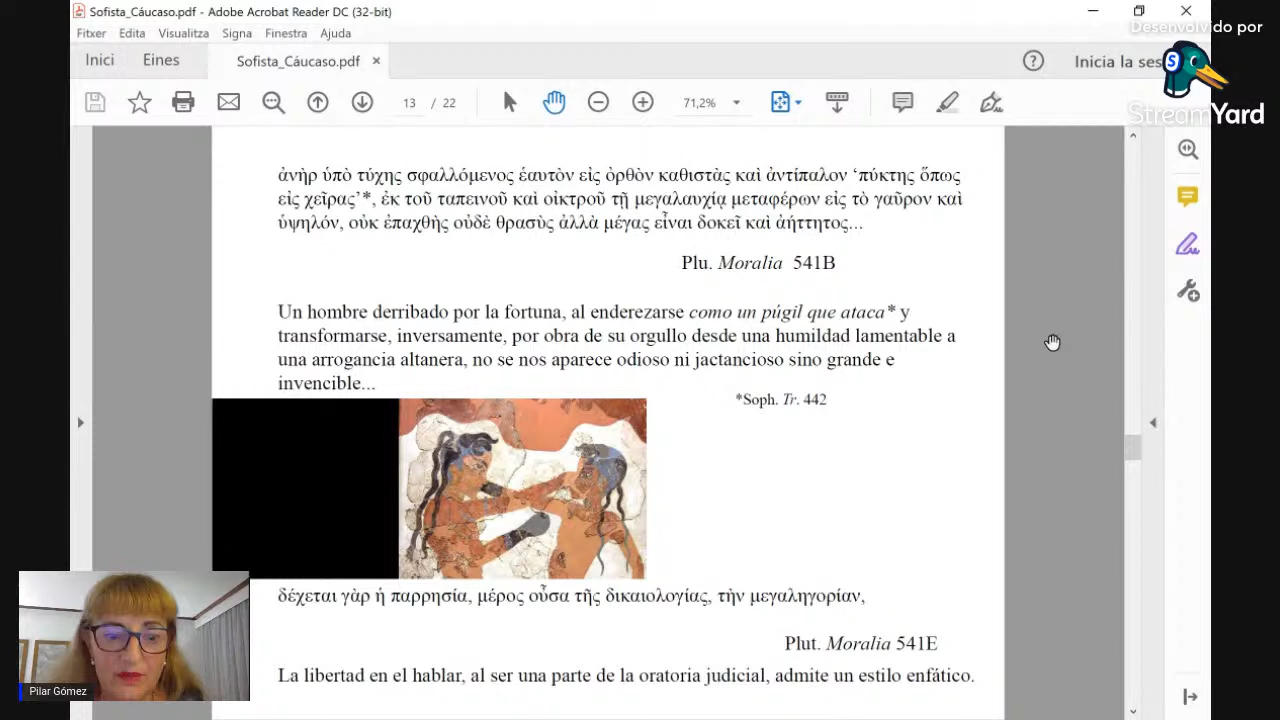 Sofista_Cáucaso.pdf - Adobe Acrobat Reader DC (32-bit)
Desenvolvido por
Fitxer Edita Visualitza Signa Finestra Ajuda
Inici Eines Sofista_Cáucaso.pdf × Inicia la ses
StreamYard
13 / 22 71,2%
ἀνὴρ ὑπὸ τύχης σφαλλόμενος ἑαυτὸν εἰς ὀρθὸν καθιστὰς καὶ ἀντίπαλον ‘πύκτης ὅπως
εἰς χεῖρας’*, ἐκ τοῦ ταπεινοῦ καὶ οἰκτροῦ τῇ μεγαλαυχίᾳ μεταφέρων εἰς τὸ γαῦρον καὶ
ὑψηλόν, οὐκ ἐπαχθὴς οὐδὲ θρασὺς ἀλλὰ μέγας εἶναι δοκεῖ καὶ ἀήττητος...
Plu. Moralia 541B
Un hombre derribado por la fortuna, al enderezarse como un púgil que ataca* y
transformarse, inversamente, por obra de su orgullo desde una humildad lamentable a
una arrogancia altanera, no se nos aparece odioso ni jactancioso sino grande e
invencible...
*Soph. Tr. 442
δέχεται γὰρ ἡ παρρησία, μέρος οὖσα τῆς δικαιολογίας, τὴν μεγαληγορίαν,
Plut. Moralia 541E
La libertad en el hablar, al ser una parte de la oratoria judicial, admite un estilo enfático.
Pilar Gómez